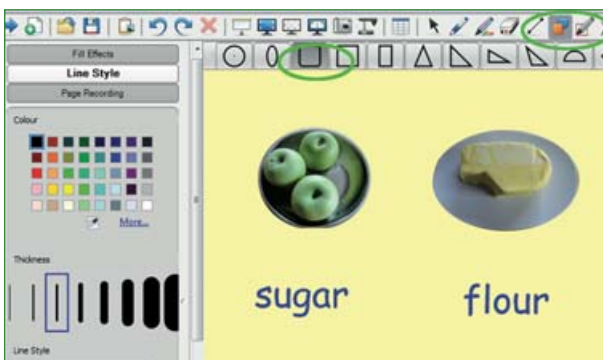 Fill Effects
Line Style
Page Recording
Colour
More...
Thickness
Line Style
sugar flour